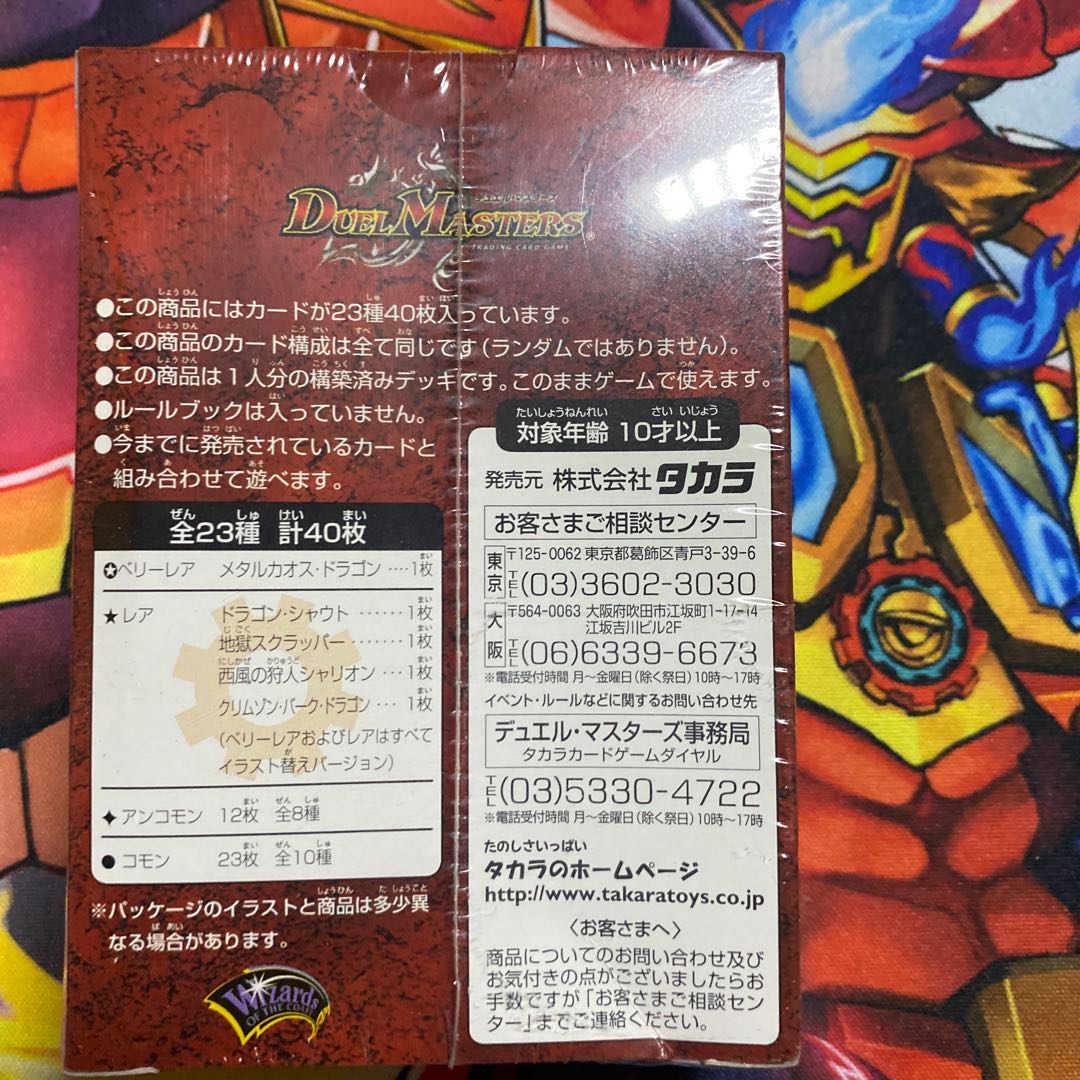 デュエル・マスターズ
DUEL MASTERS®
TRADING CARD GAME
●この商品にはカードが23種40枚入っています。
●この商品のカード構成は全て同じです(ランダムではありません)。
●この商品は1人分の構築済みデッキです。このままゲームで使えます。
●ルールブックは入っていません。
●今までに発売されているカードと
組み合わせて遊べます。
全23種 計40枚
✪ベリーレア メタルカオス・ドラゴン ‥‥1枚
★レア ドラゴン・シャウト ‥‥‥1枚
地獄スクラッパー ‥‥‥1枚
西風の狩人シャリオン ‥‥1枚
クリムゾン・バーク・ドラゴン ‥‥1枚
(ベリーレアおよびレアはすべて
イラスト替えバージョン)
✦アンコモン 12枚 全8種
●コモン 23枚 全10種
※パッケージのイラストと商品は多少異
なる場合があります。
Wizards
OF THE COAST
対象年齢 10才以上
発売元 株式会社 タカラ
お客さまご相談センター
東京 〒125-0062 東京都葛飾区青戸3-39-6
TEL(03)3602-3030
大阪 〒564-0063 大阪府吹田市江坂町1-17-14
江坂吉川ビル2F
TEL(06)6339-6673
※電話受付時間 月〜金曜日(除く祭日)10時〜17時
イベント・ルールなどに関するお問い合わせ先
デュエル・マスターズ事務局
タカラカードゲームダイヤル
TEL(03)5330-4722
※電話受付時間 月〜金曜日(除く祭日)10時〜17時
たのしさいっぱい
タカラのホームページ
http://www.takaratoys.co.jp
〈お客さまへ〉
商品についてのお問い合わせ及び
お気付きの点がございましたらお
手数ですが「お客さまご相談セン
ター」までご連絡ください。